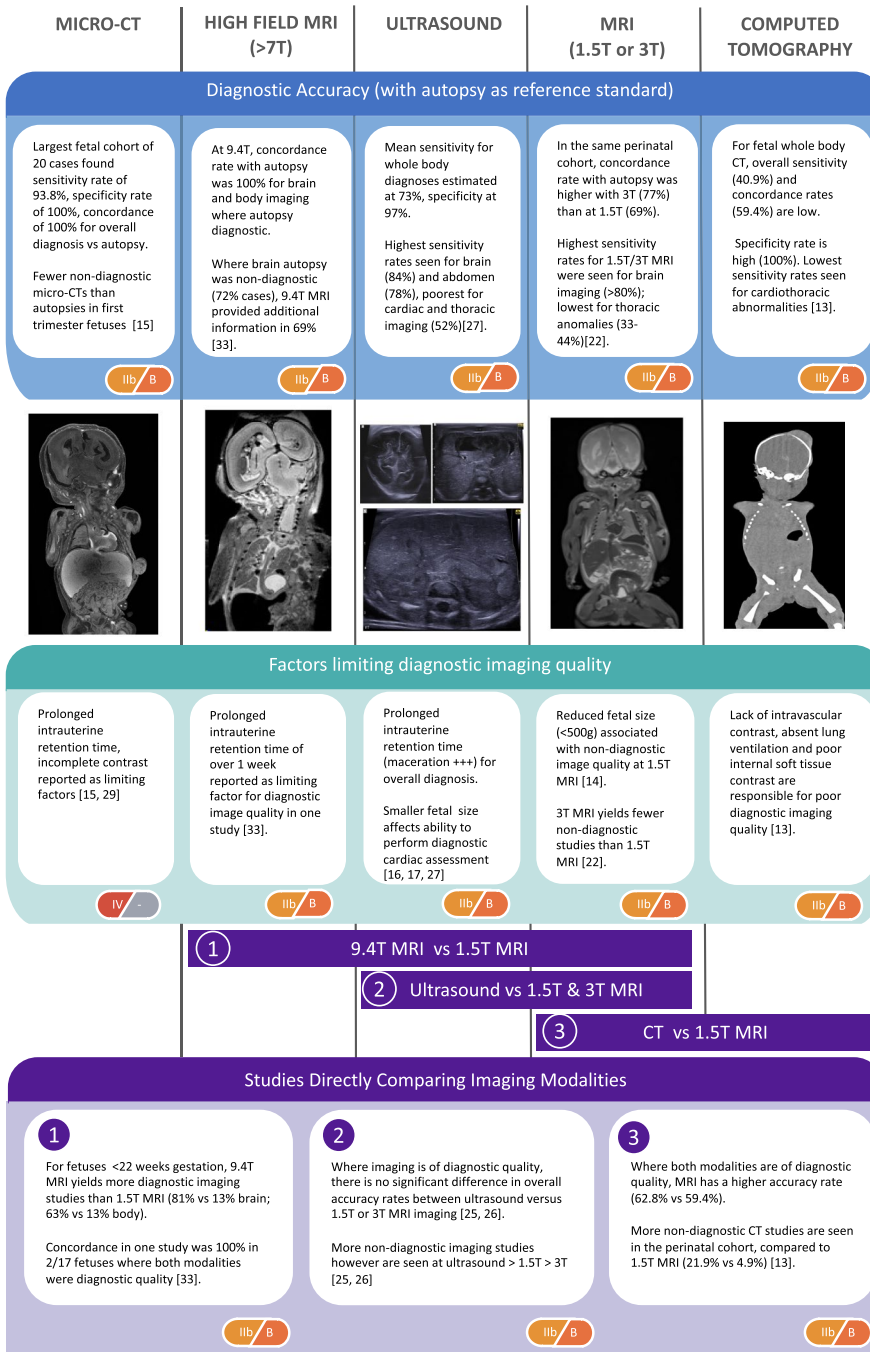 MICRO-CT
HIGH FIELD MRI
(>7T)
ULTRASOUND
MRI
(1.5T or 3T)
COMPUTED
TOMOGRAPHY
Diagnostic Accuracy (with autopsy as reference standard)
Largest fetal cohort of
20 cases found
sensitivity rate of
93.8%, specificity rate
of 100%, concordance
of 100% for overall
diagnosis vs autopsy.
Fewer non-diagnostic
micro-CTs than
autopsies in first
trimester fetuses [15]
IIb B
At 9.4T, concordance
rate with autopsy
was 100% for brain
and body imaging
where autopsy
diagnostic.
Where brain autopsy
was non-diagnostic
(72% cases), 9.4T MRI
provided additional
information in 69%
[33].
IIb B
Mean sensitivity for
whole body
diagnoses estimated
at 73%, specificity at
97%.
Highest sensitivity
rates seen for brain
(84%) and abdomen
(78%), poorest for
cardiac and thoracic
imaging (52%)[27].
IIb B
In the same perinatal
cohort, concordance
rate with autopsy was
higher with 3T (77%)
than at 1.5T (69%).
Highest sensitivity
rates for 1.5T/3T MRI
were seen for brain
imaging (>80%);
lowest for thoracic
anomalies (33-
44%)[22].
IIb B
For fetal whole body
CT, overall sensitivity
(40.9%) and
concordance rates
(59.4%) are low.
Specificity rate is
high (100%). Lowest
sensitivity rates seen
for cardiothoracic
abnormalities [13].
IIb B
Factors limiting diagnostic imaging quality
Prolonged
intrauterine
retention time,
incomplete contrast
reported as limiting
factors [15, 29]
IV -
Prolonged
intrauterine
retention time of
over 1 week
reported as limiting
factor for diagnostic
image quality in one
study [33].
IIb B
Prolonged
intrauterine
retention time
(maceration +++) for
overall diagnosis.
Smaller fetal size
affects ability to
perform diagnostic
cardiac assessment
[16, 17, 27]
IIb B
Reduced fetal size
(<500g) associated
with non-diagnostic
image quality at 1.5T
MRI [14].
3T MRI yields fewer
non-diagnostic
studies than 1.5T
MRI [22].
IIb B
Lack of intravascular
contrast, absent lung
ventilation and poor
internal soft tissue
contrast are
responsible for poor
diagnostic imaging
quality [13].
IIb B
1 9.4T MRI vs 1.5T MRI
2 Ultrasound vs 1.5T & 3T MRI
3 CT vs 1.5T MRI
Studies Directly Comparing Imaging Modalities
1
For fetuses <22 weeks gestation, 9.4T
MRI yields more diagnostic imaging
studies than 1.5T MRI (81% vs 13% brain;
63% vs 13% body).
Concordance in one study was 100% in
2/17 fetuses where both modalities
were diagnostic quality [33].
IIb B
2
Where imaging is of diagnostic quality,
there is no significant difference in overall
accuracy rates between ultrasound versus
1.5T or 3T MRI imaging [25, 26].
More non-diagnostic imaging studies
however are seen at ultrasound > 1.5T > 3T
[25, 26]
IIb B
3
Where both modalities are of diagnostic
quality, MRI has a higher accuracy rate
(62.8% vs 59.4%).
More non-diagnostic CT studies are seen
in the perinatal cohort, compared to
1.5T MRI (21.9% vs 4.9%) [13].
IIb B